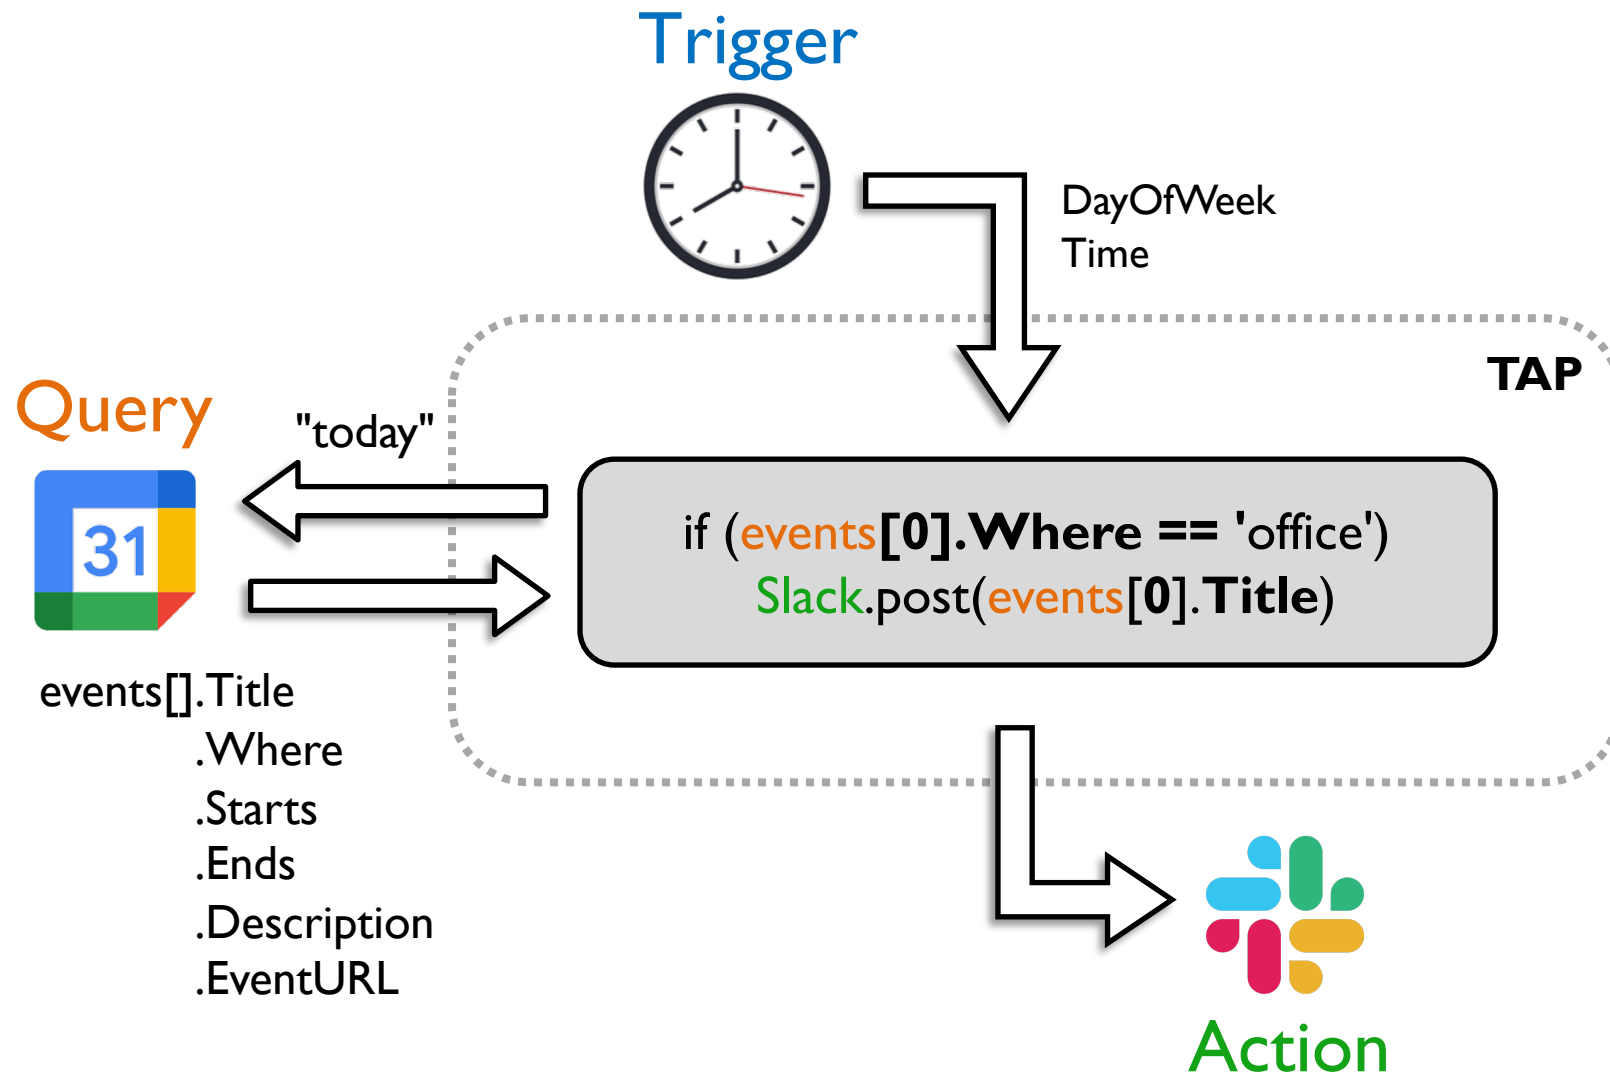 Trigger
DayOfWeek
Time
TAP
Query
"today"
31
if (events[0].Where == 'office')
Slack.post(events[0].Title)
events[].Title
.Where
.Starts
.Ends
.Description
.EventURL
Action